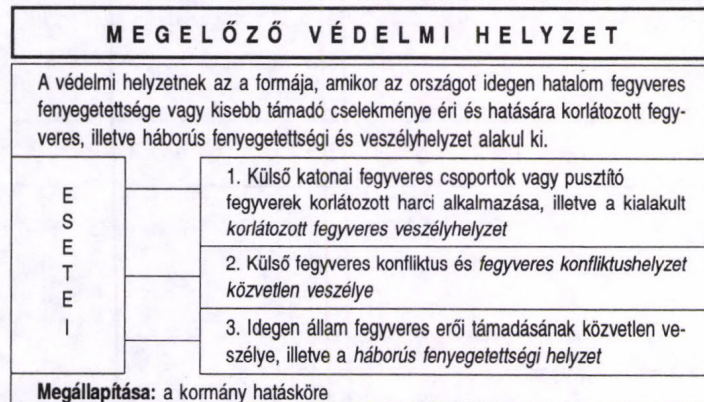 MEGELŐZŐ VÉDELMI HELYZET
A védelmi helyzetnek az a formája, amikor az országot idegen hatalom fegyveres
fenyegetettsége vagy kisebb támadó cselekménye éri és hatására korlátozott fegy-
veres, illetve háborús fenyegetettségi és veszélyhelyzet alakul ki.
ESETEI
1. Külső katonai fegyveres csoportok vagy pusztító
fegyverek korlátozott harci alkalmazása, illetve a kialakult
korlátozott fegyveres veszélyhelyzet
2. Külső fegyveres konfliktus és fegyveres konfliktushelyzet
közvetlen veszélye
3. Idegen állam fegyveres erői támadásának közvetlen ve-
szélye, illetve a háborús fenyegetettségi helyzet
Megállapítása: a kormány hatásköre